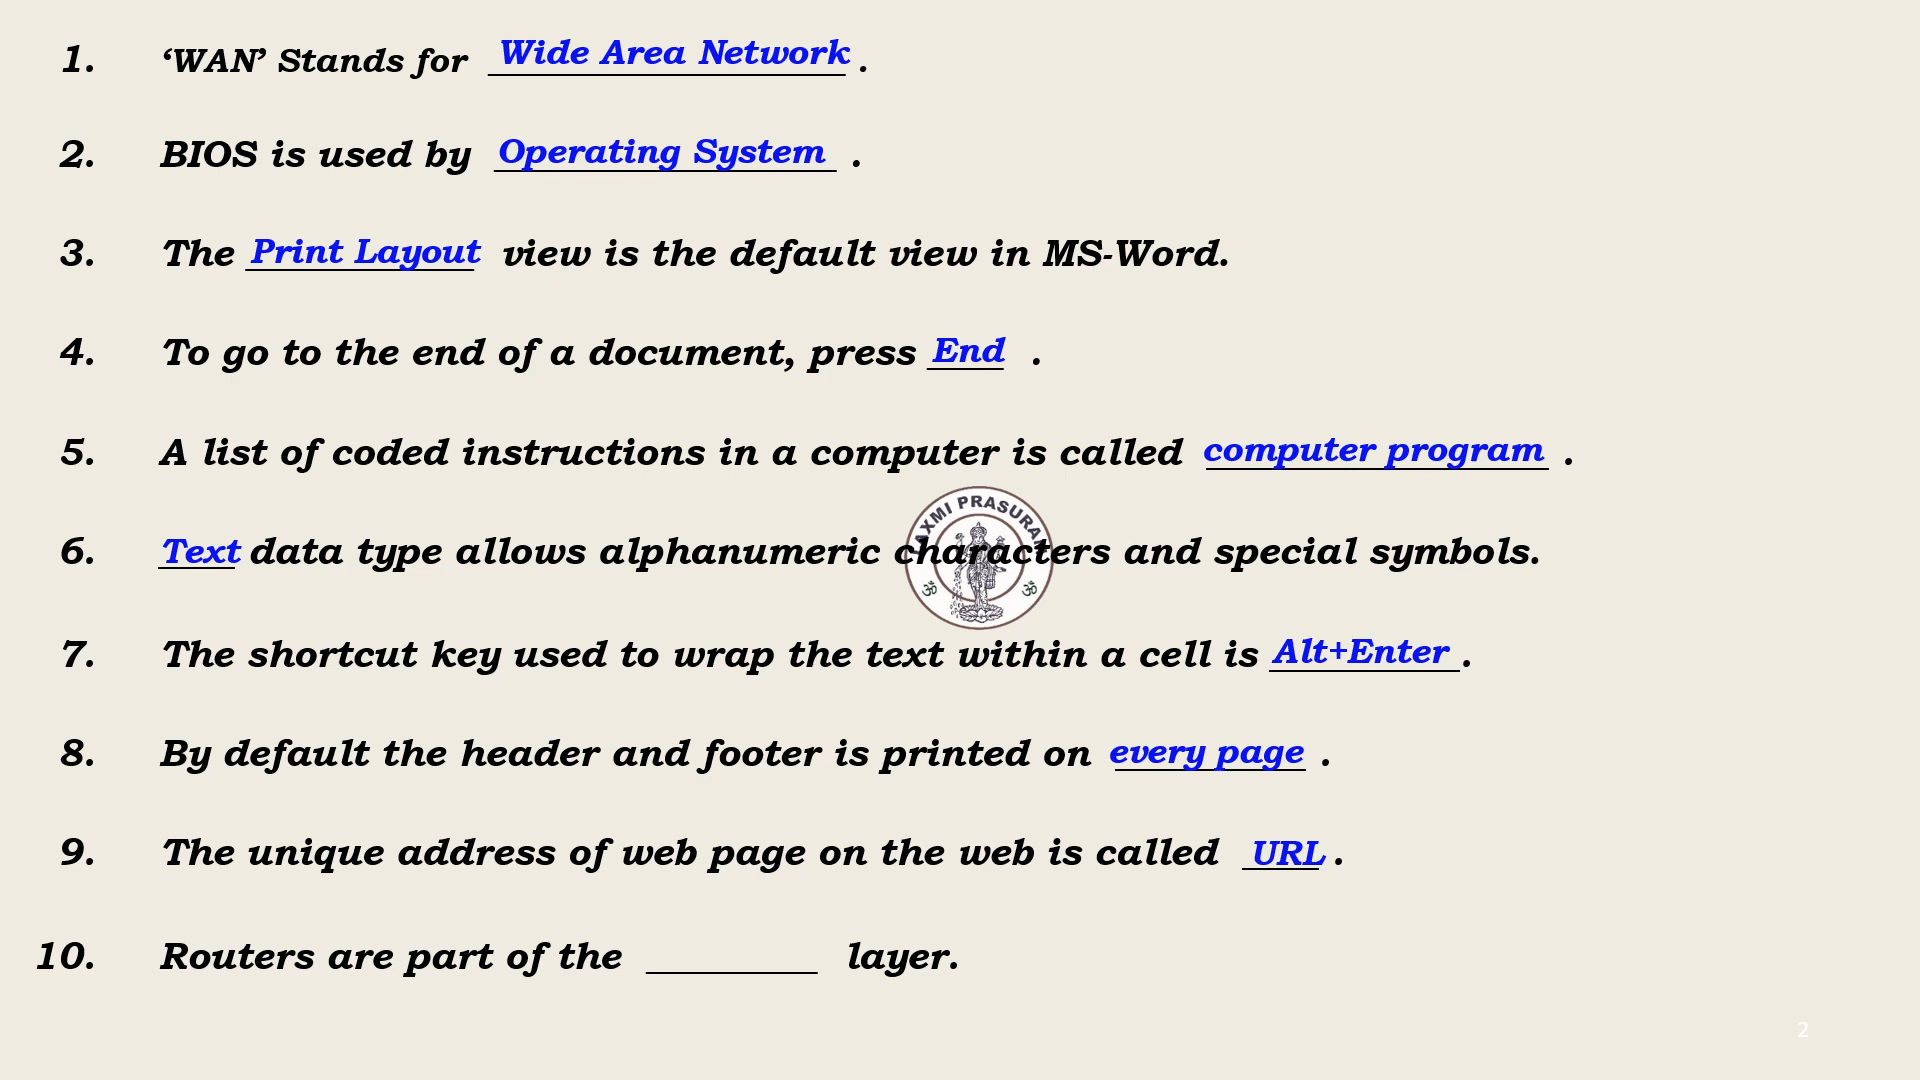 1. ‘WAN’ Stands for Wide Area Network .
2. BIOS is used by Operating System .
3. The Print Layout view is the default view in MS-Word.
4. To go to the end of a document, press End .
5. A list of coded instructions in a computer is called computer program .
6. Text data type allows alphanumeric characters and special symbols.
LAXMI PRASURAM
ॐ ॐ
7. The shortcut key used to wrap the text within a cell is Alt+Enter .
8. By default the header and footer is printed on every page .
9. The unique address of web page on the web is called URL .
10. Routers are part of the _________ layer.
2